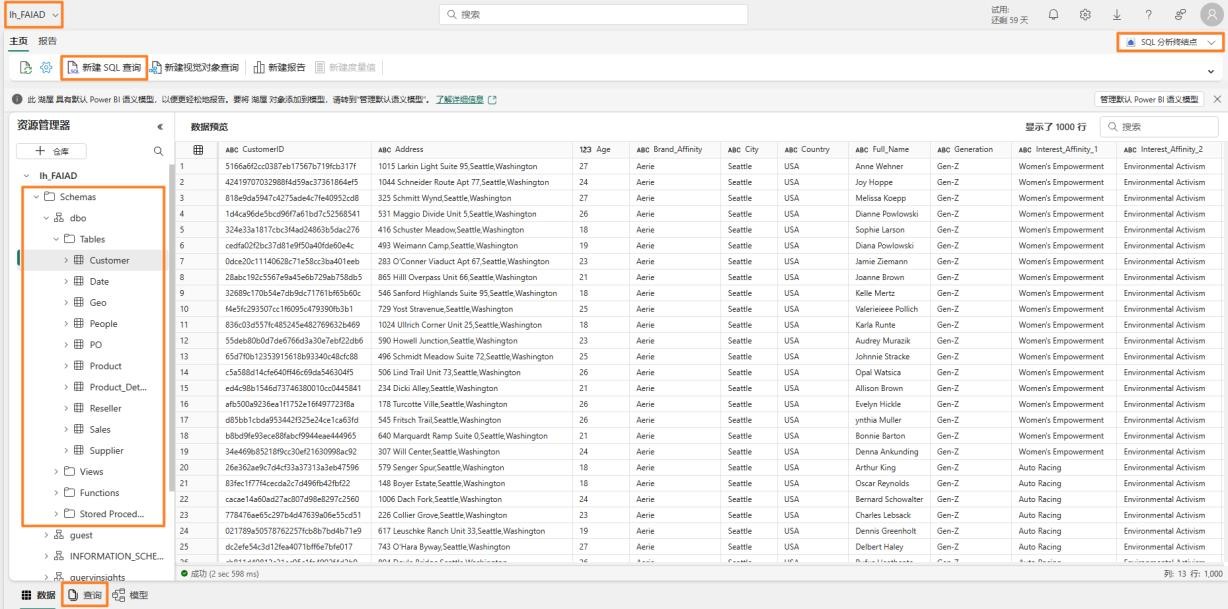 lh_FAIAD
搜索
试用:
还剩 59 天
主页 报告
SQL 分析终结点
新建 SQL 查询 新建视觉对象查询 新建报告 新建度量值
此 湖屋 具有默认 Power BI 语义模型，以便更轻松地报告。要将 湖屋 对象添加到模型，请转到"管理默认语义模型"。 了解详细信息 管理默认 Power BI 语义模型
资源管理器
+ 仓库
lh_FAIAD
Schemas
dbo
Tables
Customer
Date
Geo
People
PO
Product
Product_Det...
Reseller
Sales
Supplier
Views
Functions
Stored Proced...
guest
INFORMATION_SCHE...
queryinsights
数据预览 显示了 1000 行 搜索
ABC CustomerID ABC Address 123 Age ABC Brand_Affinity ABC City ABC Country ABC Full_Name ABC Generation ABC Interest_Affinity_1 ABC Interest_Affinity_2
1 5166a6f2cc0387eb17567b719fcb317f 1015 Larkin Light Suite 95,Seattle,Washington 27 Aerie Seattle USA Anne Wehner Gen-Z Women's Empowerment Environmental Activism
2 42419707032988f4d59ac37361864ef5 1044 Schneider Route Apt 77,Seattle,Washington 24 Aerie Seattle USA Joy Hoppe Gen-Z Women's Empowerment Environmental Activism
3 818e9da5947c4275ade4c7fe40952cd8 325 Schmitt Wynd,Seattle,Washington 27 Aerie Seattle USA Melissa Koepp Gen-Z Women's Empowerment Environmental Activism
4 1d4ca96de5bcd96f7a61bd7c52568541 531 Maggio Divide Unit 5,Seattle,Washington 26 Aerie Seattle USA Dianne Powlowski Gen-Z Women's Empowerment Environmental Activism
5 324e33a1817cbc3f4ad24863b5dac276 416 Schuster Meadow,Seattle,Washington 18 Aerie Seattle USA Sophie Larson Gen-Z Women's Empowerment Environmental Activism
6 cedfa02f2bc37d81e9f50a40fde60e4c 493 Weimann Camp,Seattle,Washington 19 Aerie Seattle USA Diana Powlowski Gen-Z Women's Empowerment Environmental Activism
7 0dce20c11140628c71e58cc3ba401eeb 283 O'Conner Viaduct Apt 67,Seattle,Washington 23 Aerie Seattle USA Jamie Ziemann Gen-Z Women's Empowerment Environmental Activism
8 28abc192c5567e9a45e6b729ab758db5 865 Hilll Overpass Unit 66,Seattle,Washington 21 Aerie Seattle USA Joanne Brown Gen-Z Women's Empowerment Environmental Activism
9 32689c170b54e7db9dc71761bf65b60c 546 Sanford Highlands Suite 95,Seattle,Washington 18 Aerie Seattle USA Kelle Mertz Gen-Z Women's Empowerment Environmental Activism
10 f4e5fc293507cc1f6095c479390fb3b1 729 Yost Stravenue,Seattle,Washington 25 Aerie Seattle USA Valerieieee Pollich Gen-Z Women's Empowerment Environmental Activism
11 836c03d557fc485245e482769632b469 1024 Ullrich Corner Unit 25,Seattle,Washington 18 Aerie Seattle USA Karla Runte Gen-Z Women's Empowerment Environmental Activism
12 55deb80b0d7de6766d3a30e7ebf22db6 590 Howell Junction,Seattle,Washington 23 Aerie Seattle USA Audrey Murazik Gen-Z Women's Empowerment Environmental Activism
13 65d7f0b12353915618b93340c48cfc88 496 Schmidt Meadow Suite 72,Seattle,Washington 25 Aerie Seattle USA Johnnie Stracke Gen-Z Women's Empowerment Environmental Activism
14 c5a588d14cfe640ff46c69da546304f5 506 Lind Trail Unit 73,Seattle,Washington 26 Aerie Seattle USA Opal Watsica Gen-Z Women's Empowerment Environmental Activism
15 ed4c98b1546d73746380010cc0445841 234 Dicki Alley,Seattle,Washington 21 Aerie Seattle USA Allison Brown Gen-Z Women's Empowerment Environmental Activism
16 afb500a9236ea1f1752e16f497723f8a 178 Turcotte Ville,Seattle,Washington 26 Aerie Seattle USA Evelyn Hickle Gen-Z Women's Empowerment Environmental Activism
17 d85bb1cbda953442f325e24ce1ca63fd 545 Fritsch Trail,Seattle,Washington 26 Aerie Seattle USA ynthia Muller Gen-Z Women's Empowerment Environmental Activism
18 b8bd9fe93ece88fabcf9944eae444965 640 Marquardt Ramp Suite 0,Seattle,Washington 21 Aerie Seattle USA Bonnie Barton Gen-Z Women's Empowerment Environmental Activism
19 34e469b85218f9cc30ef21630998ac92 307 Will Center,Seattle,Washington 24 Aerie Seattle USA Denna Ankunding Gen-Z Women's Empowerment Environmental Activism
20 26e362ae9c7d4cf33a37313a3eb47596 579 Senger Spur,Seattle,Washington 18 Aerie Seattle USA Arthur King Gen-Z Auto Racing Environmental Activism
21 83fec1f77f4cecda2c7d496fb42fbf22 148 Boyer Estate,Seattle,Washington 18 Aerie Seattle USA Oscar Reynolds Gen-Z Auto Racing Environmental Activism
22 cacae14a60ad27ac807d98e8297c2560 1006 Dach Fork,Seattle,Washington 24 Aerie Seattle USA Bernard Schowalter Gen-Z Auto Racing Environmental Activism
23 778476ae65c297b4d47639a06e55cd51 226 Collier Grove,Seattle,Washington 23 Aerie Seattle USA Charles Lebsack Gen-Z Auto Racing Environmental Activism
24 021789a50578762257fcb8b7bd4b71e9 617 Leuschke Ranch Unit 33,Seattle,Washington 19 Aerie Seattle USA Dennis Greenholt Gen-Z Auto Racing Environmental Activism
25 dc2efe54c3d12fea4071bff6e7bfe017 743 O'Hara Byway,Seattle,Washington 27 Aerie Seattle USA Delbert Haley Gen-Z Auto Racing Environmental Activism
成功 (2 sec 598 ms) 列: 13 行: 1,000
数据 查询 模型